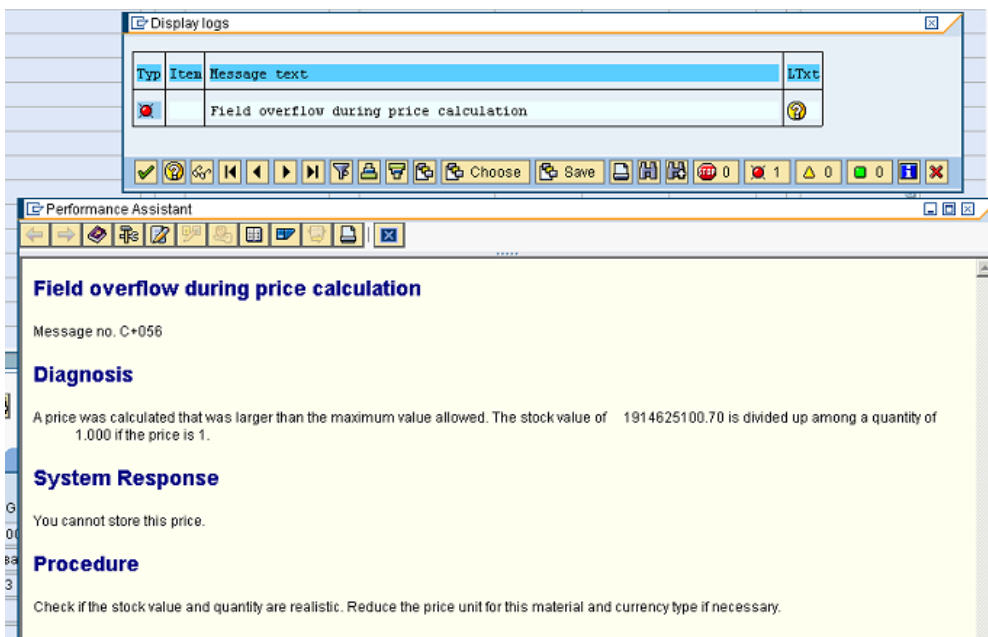 Display logs
Typ Item Message text LTxt
Field overflow during price calculation
Choose Save 0 1 0 0
Performance Assistant
Field overflow during price calculation
Message no. C+056
Diagnosis
A price was calculated that was larger than the maximum value allowed. The stock value of 1914625100.70 is divided up among a quantity of
1.000 if the price is 1.
System Response
You cannot store this price.
Procedure
Check if the stock value and quantity are realistic. Reduce the price unit for this material and currency type if necessary.